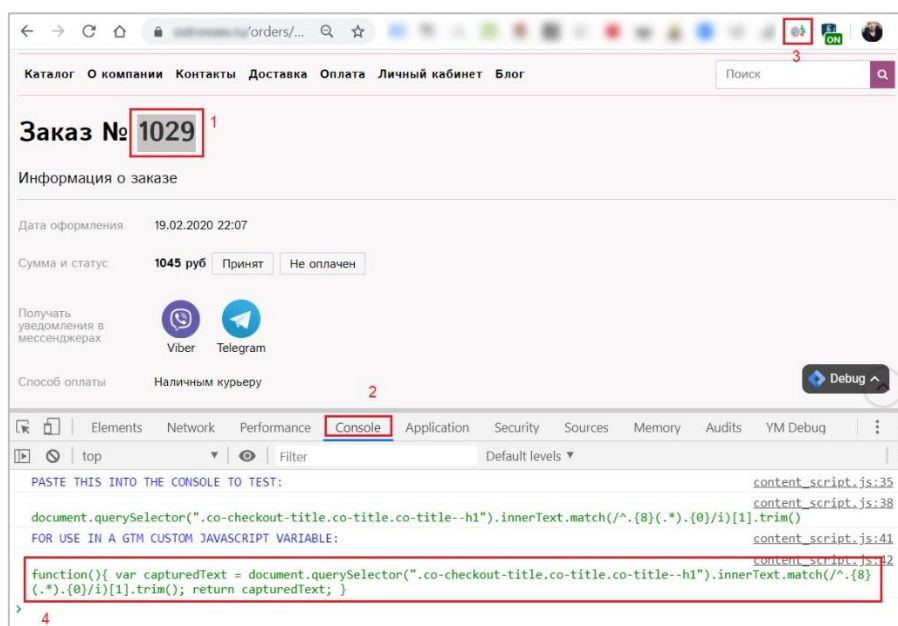 /orders/...
ON
3
Каталог О компании Контакты Доставка Оплата Личный кабинет Блог
Поиск
Заказ № 1029
1
Информация о заказе
Дата оформления 19.02.2020 22:07
Сумма и статус 1045 руб Принят Не оплачен
Получать
уведомления в
мессенджерах
Viber Telegram
Способ оплаты Наличным курьеру
Debug
2
Elements Network Performance Console Application Security Sources Memory Audits YM Debug
top Filter Default levels
PASTE THIS INTO THE CONSOLE TO TEST: content_script.js:35
content_script.js:38
document.querySelector(".co-checkout-title.co-title.co-title--h1").innerText.match(/^.{8}(.*).{0}/i)[1].trim()
FOR USE IN A GTM CUSTOM JAVASCRIPT VARIABLE: content_script.js:41
content_script.js:42
function(){ var capturedText = document.querySelector(".co-checkout-title.co-title.co-title--h1").innerText.match(/^.{8}
(.*).{0}/i)[1].trim(); return capturedText; }
4